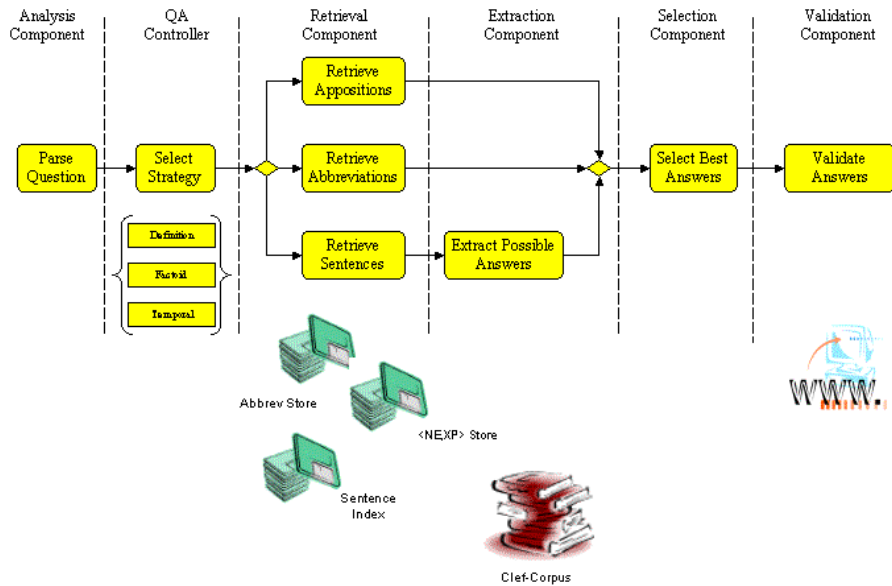 Analysis
Component
QA
Controller
Retrieval
Component
Extraction
Component
Selection
Component
Validation
Component
Retrieve
Appositions
Parse
Question
Select
Strategy
Retrieve
Abbreviations
Select Best
Answers
Validate
Answers
Definition
Factoid
Temporal
Retrieve
Sentences
Extract Possible
Answers
Abbrev Store
<NE,XP> Store
Sentence
Index
Clef-Corpus
WWW.